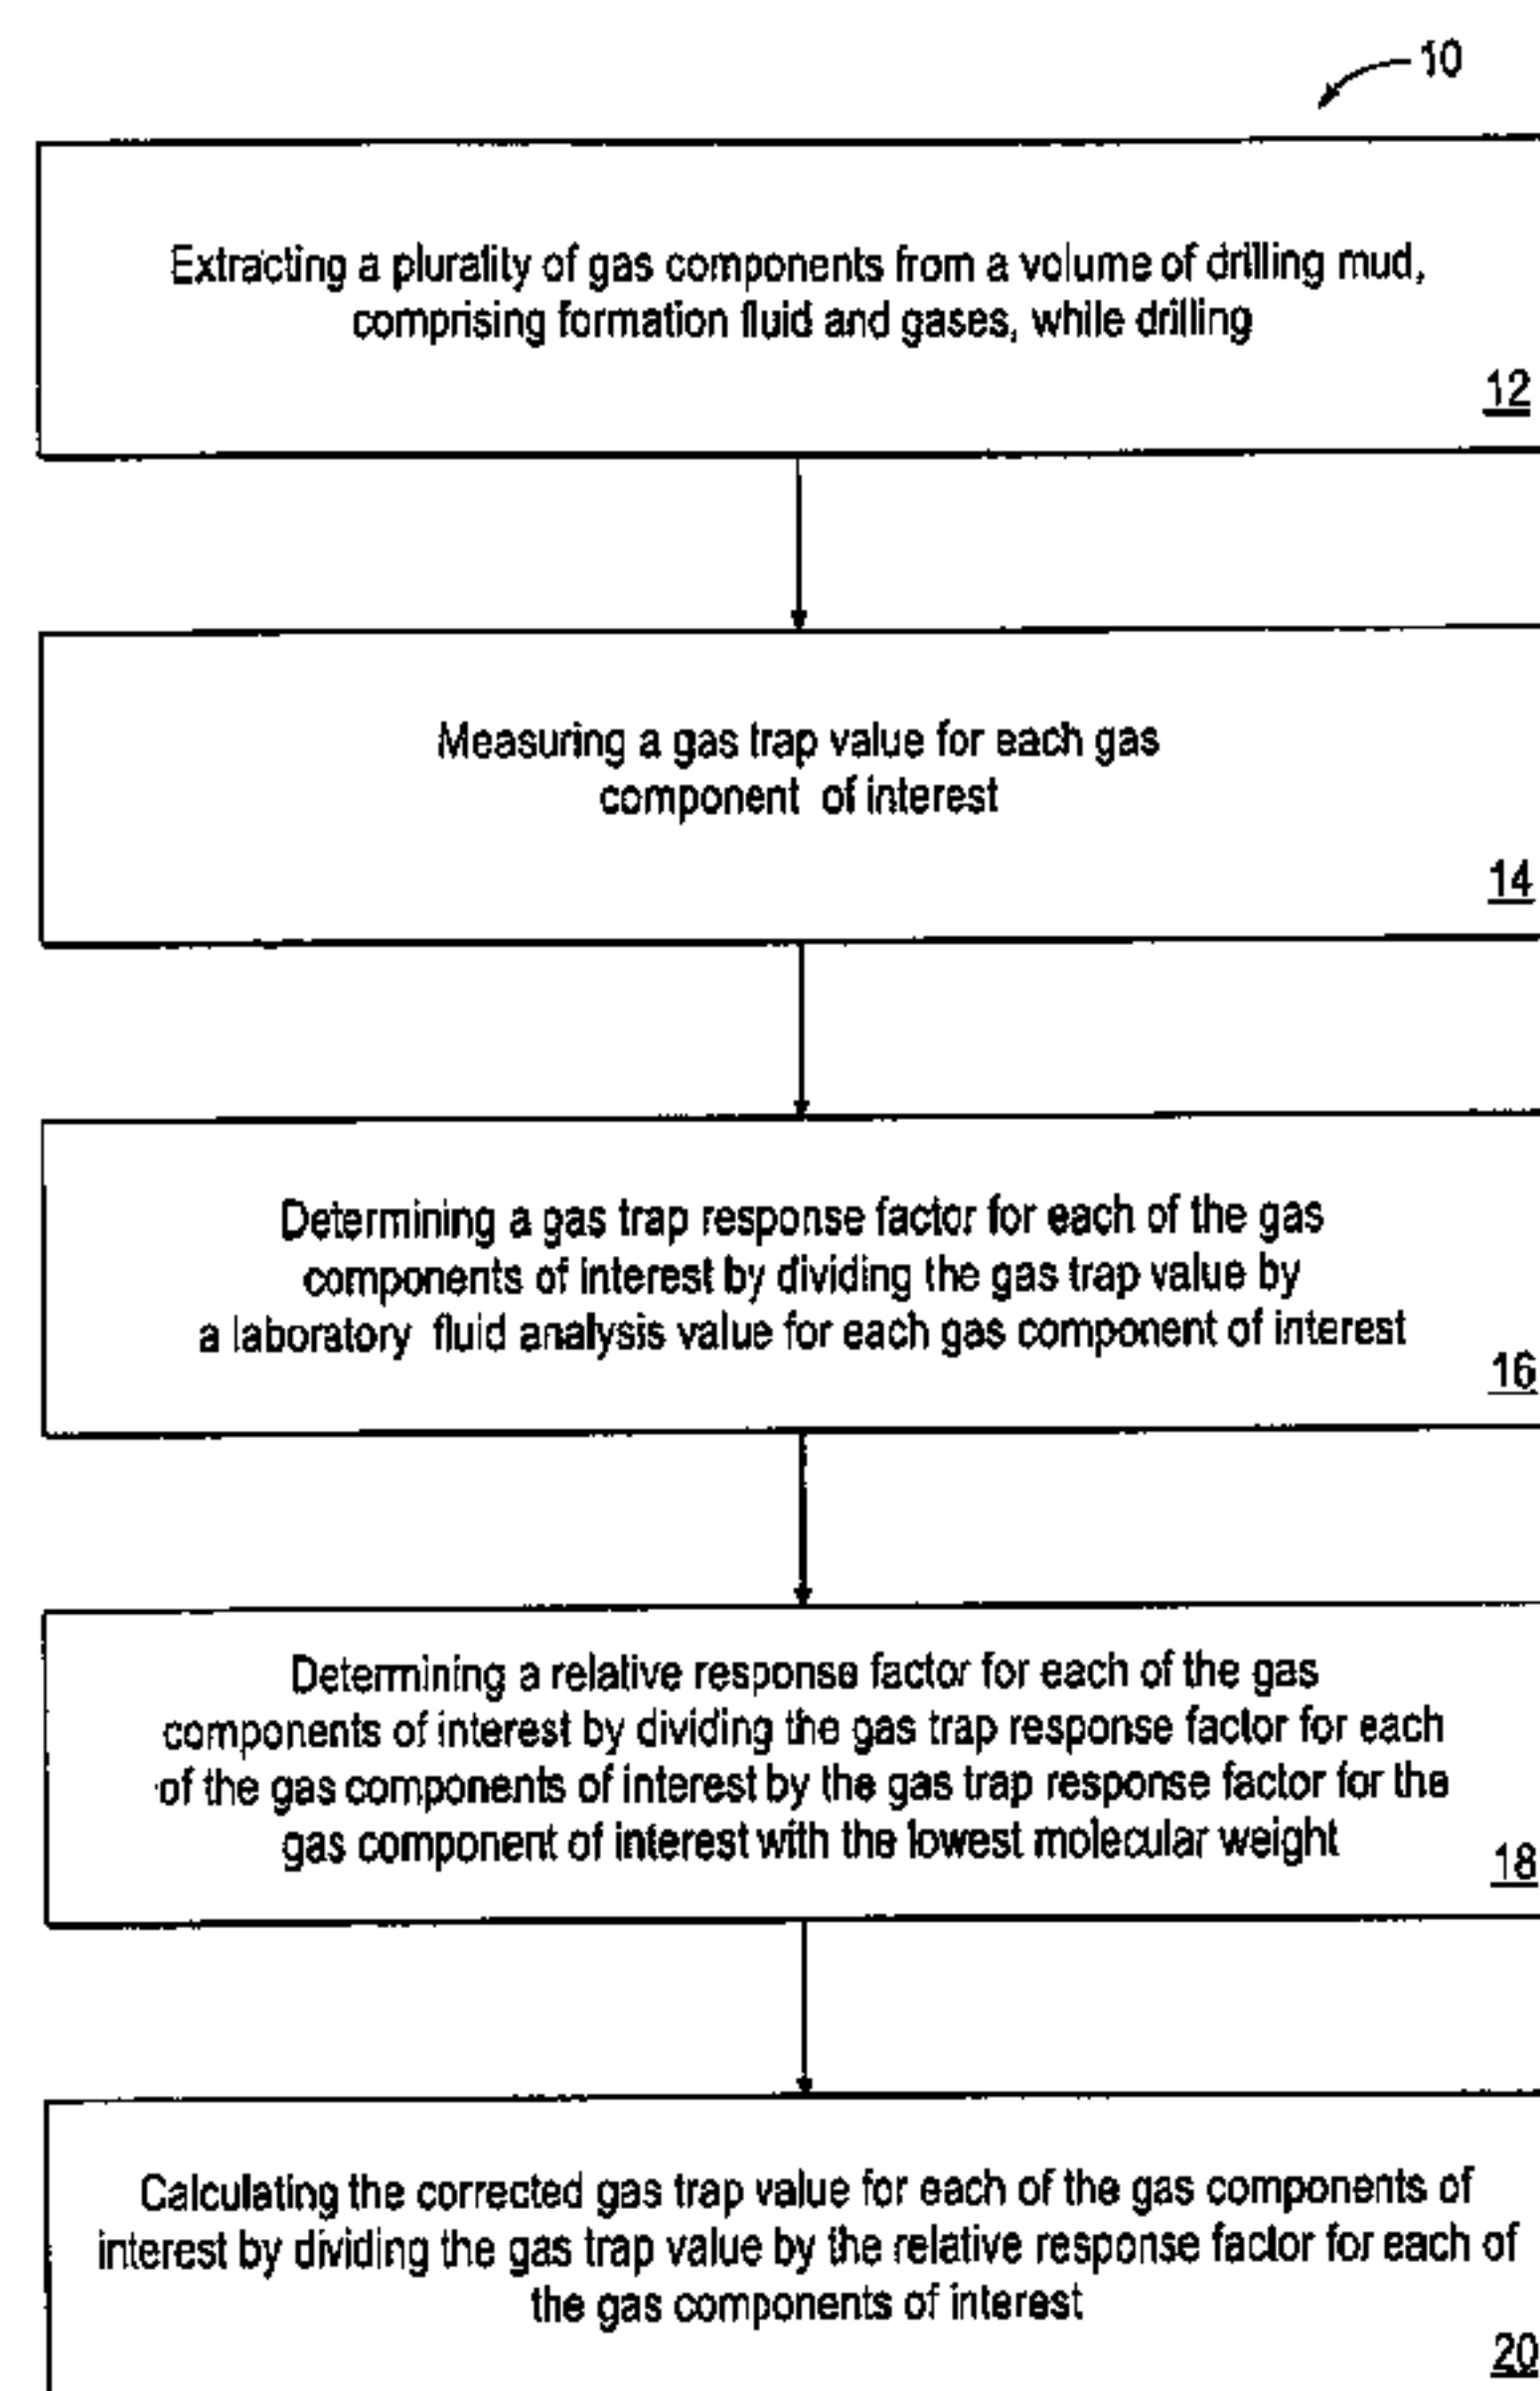 10
Extracting a plurality of gas components from a volume of drilling mud,
comprising formation fluid and gases, while drilling
12
Measuring a gas trap value for each gas
component of interest
14
Determining a gas trap response factor for each of the gas
components of interest by dividing the gas trap value by
a laboratory fluid analysis value for each gas component of interest
16
Determining a relative response factor for each of the gas
components of interest by dividing the gas trap response factor for each
of the gas components of interest by the gas trap response factor for the
gas component of interest with the lowest molecular weight
18
Calculating the corrected gas trap value for each of the gas components of
interest by dividing the gas trap value by the relative response factor for each of
the gas components of interest
20